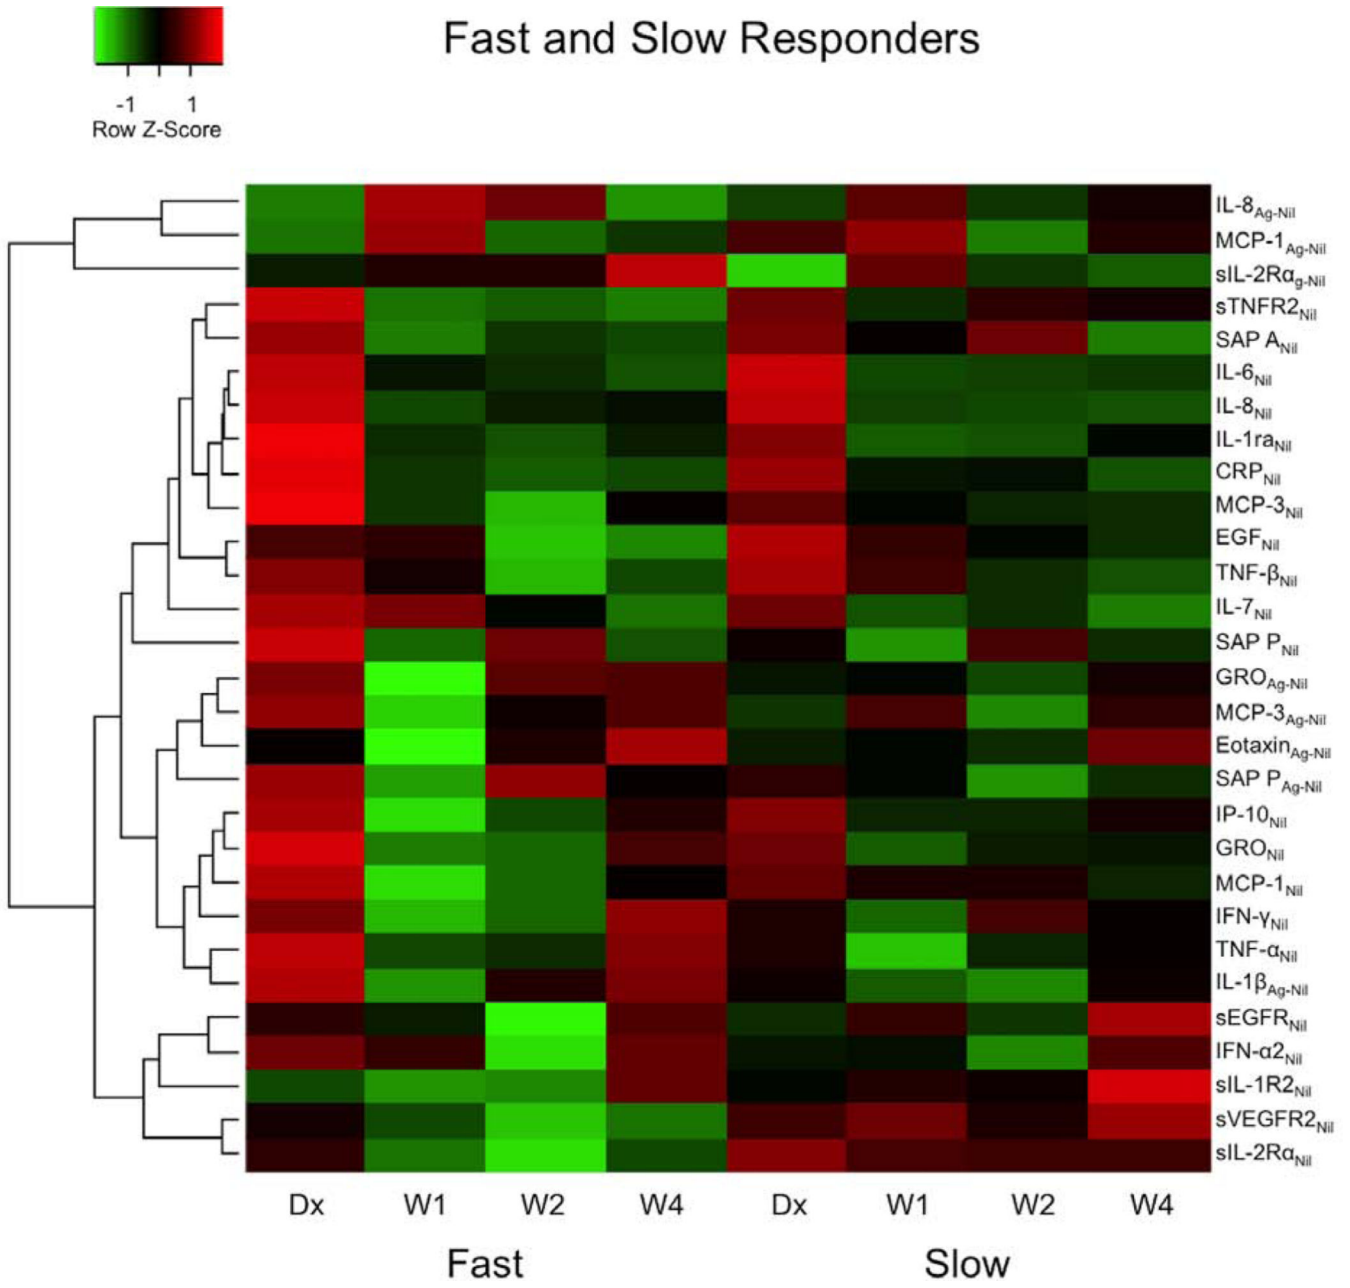 Fast and Slow Responders
-1 1
Row Z-Score
IL-8Ag-Nil
MCP-1Ag-Nil
sIL-2Rαg-Nil
sTNFR2Nil
SAP ANil
IL-6Nil
IL-8Nil
IL-1raNil
CRPNil
MCP-3Nil
EGFNil
TNF-βNil
IL-7Nil
SAP PNil
GROAg-Nil
MCP-3Ag-Nil
EotaxinAg-Nil
SAP PAg-Nil
IP-10Nil
GRONil
MCP-1Nil
IFN-γNil
TNF-αNil
IL-1βAg-Nil
sEGFRNil
IFN-α2Nil
sIL-1R2Nil
sVEGFR2Nil
sIL-2RαNil
Dx W1 W2 W4 Dx W1 W2 W4
Fast Slow